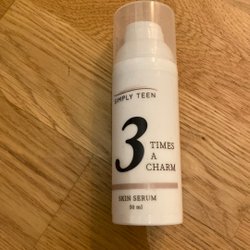 SIMPLY TEEN
3 TIMES
A
CHARM
SKIN SERUM
50 ml